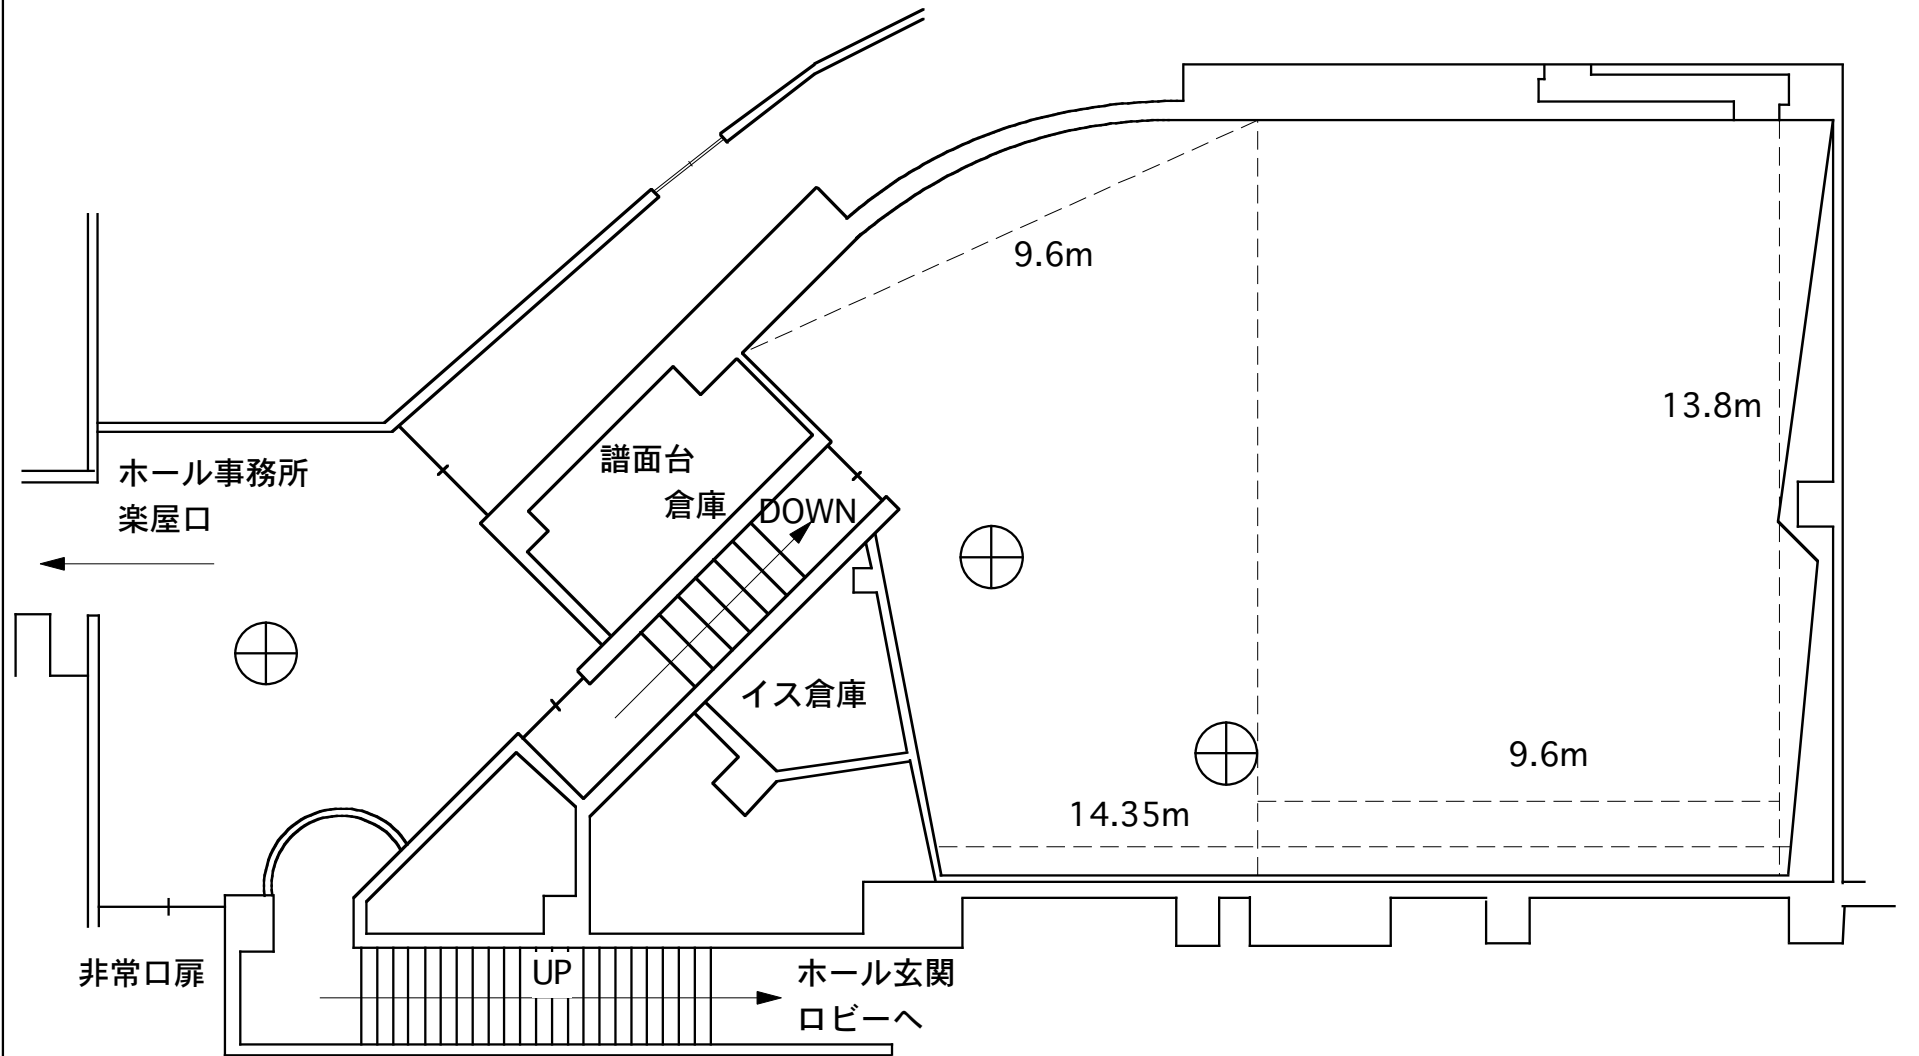 9.6m
13.8m
譜面台
倉庫
DOWN
ホール事務所
楽屋口
イス倉庫
9.6m
14.35m
非常口扉
UP
ホール玄関
ロビーへ